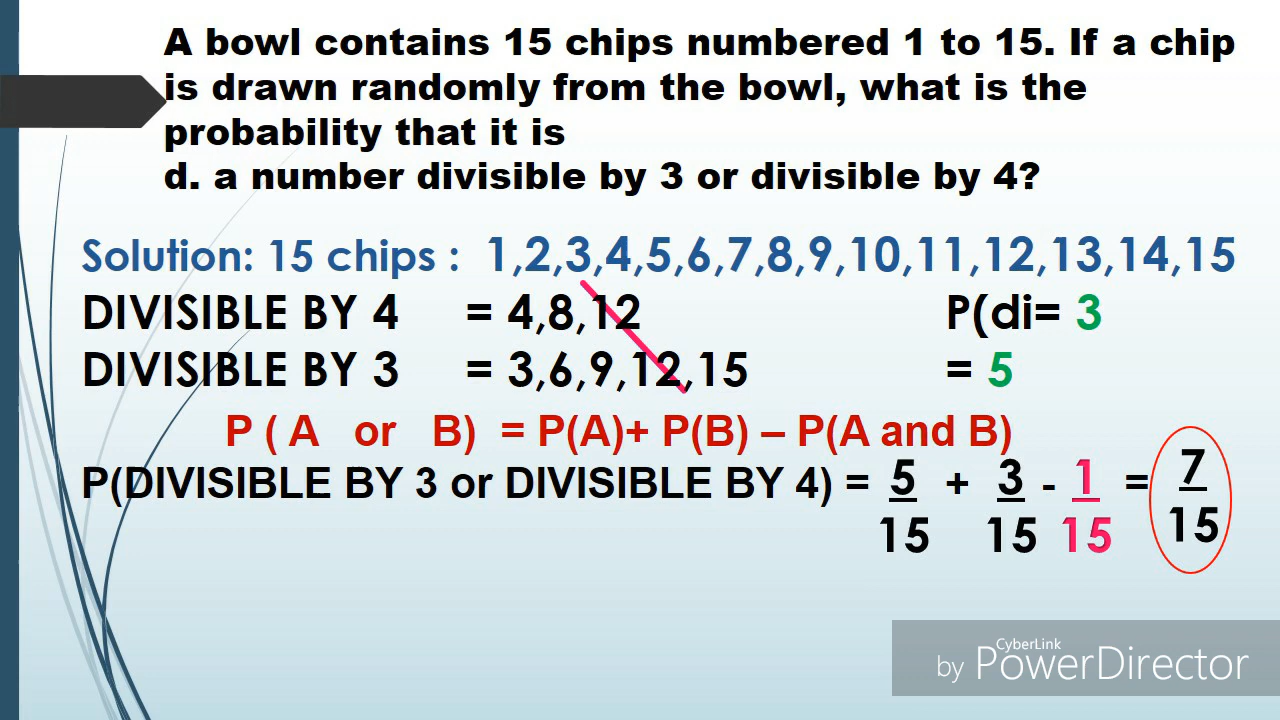 A bowl contains 15 chips numbered 1 to 15. If a chip
is drawn randomly from the bowl, what is the
probability that it is
d. a number divisible by 3 or divisible by 4?
Solution: 15 chips : 1,2,3,4,5,6,7,8,9,10,11,12,13,14,15
DIVISIBLE BY 4 = 4,8,12 P(di= 3
DIVISIBLE BY 3 = 3,6,9,12,15 = 5
P ( A or B) = P(A)+ P(B) – P(A and B)
P(DIVISIBLE BY 3 or DIVISIBLE BY 4) = 5 + 3 - 1 = 7
15 15 15 15
CyberLink
by PowerDirector